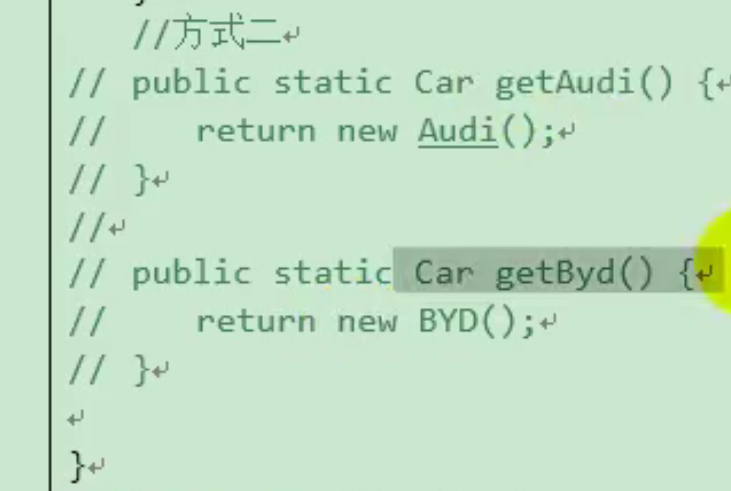 //方式二
// public static Car getAudi() {
//    return new Audi();
// }
//
// public static Car getByd() {
//    return new BYD();
// }
}